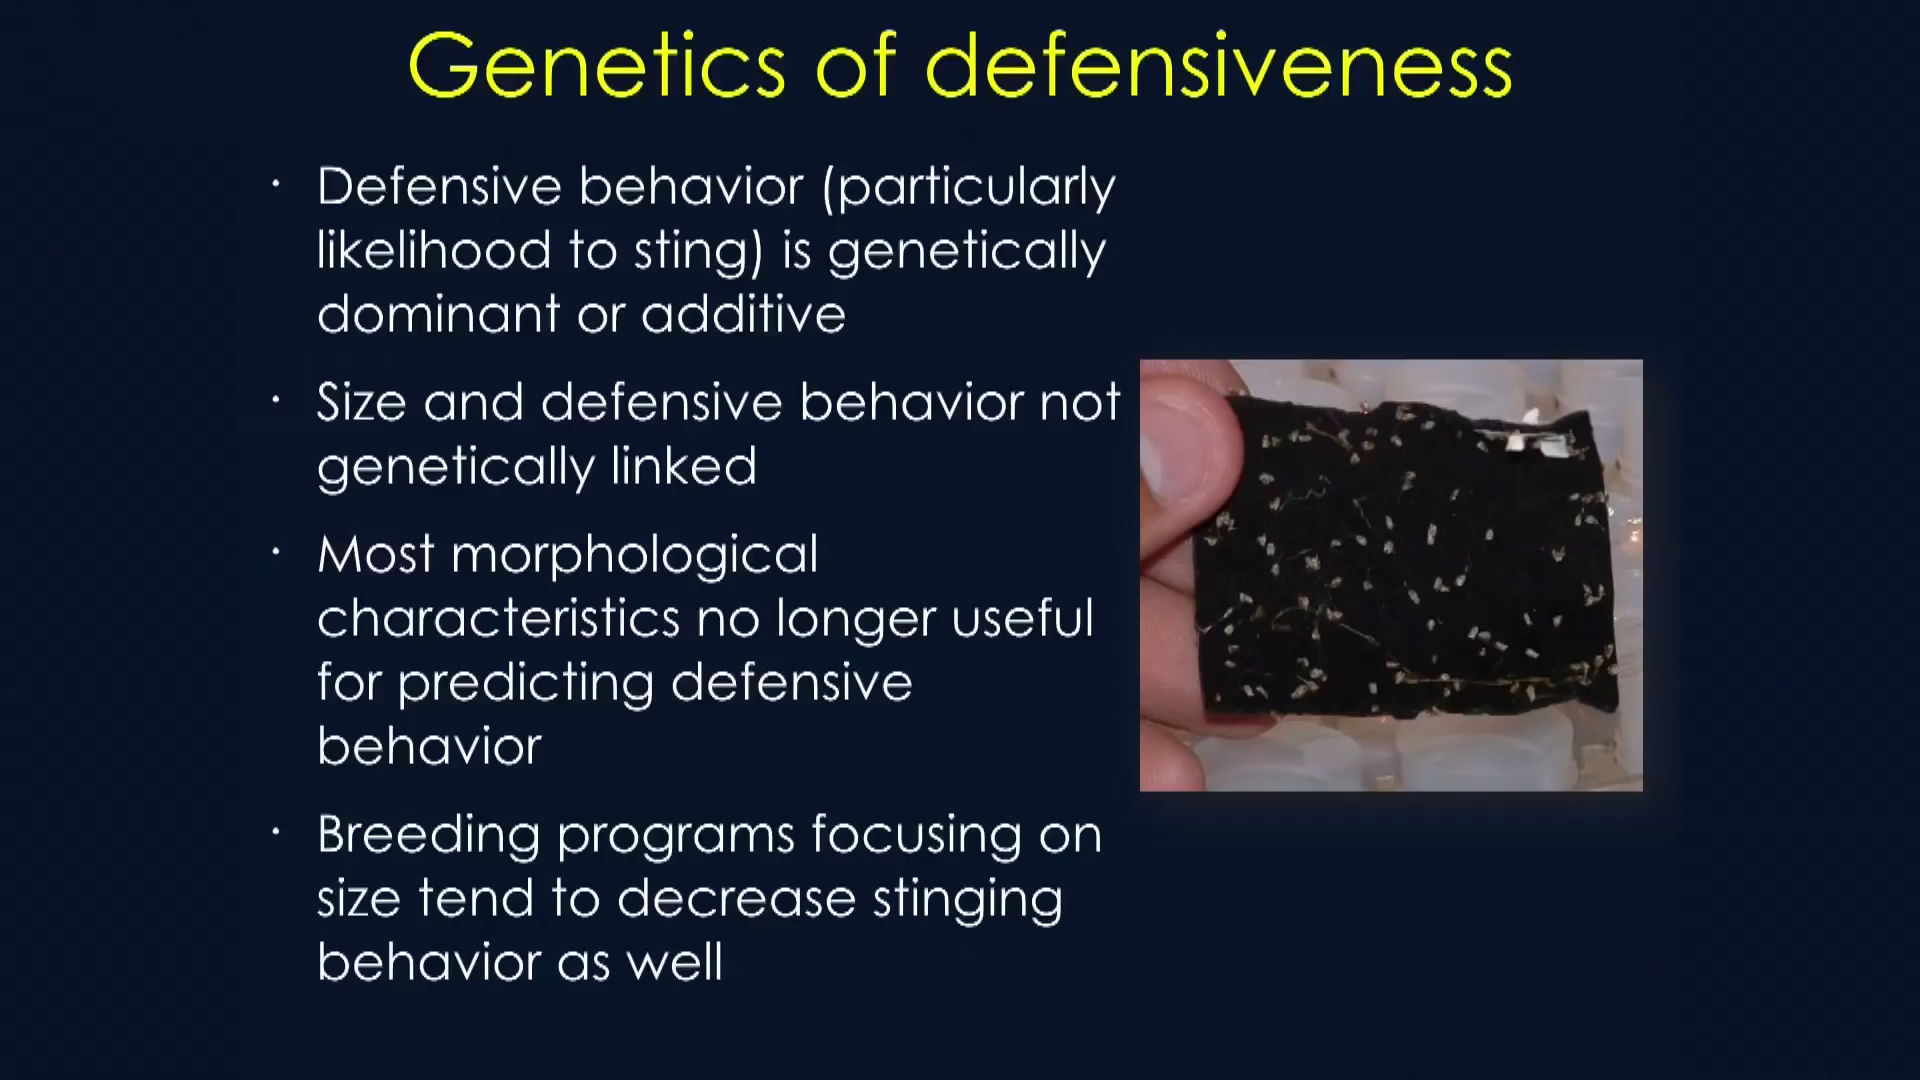 Genetics of defensiveness
· Defensive behavior (particularly
likelihood to sting) is genetically
dominant or additive
· Size and defensive behavior not
genetically linked
· Most morphological
characteristics no longer useful
for predicting defensive
behavior
· Breeding programs focusing on
size tend to decrease stinging
behavior as well